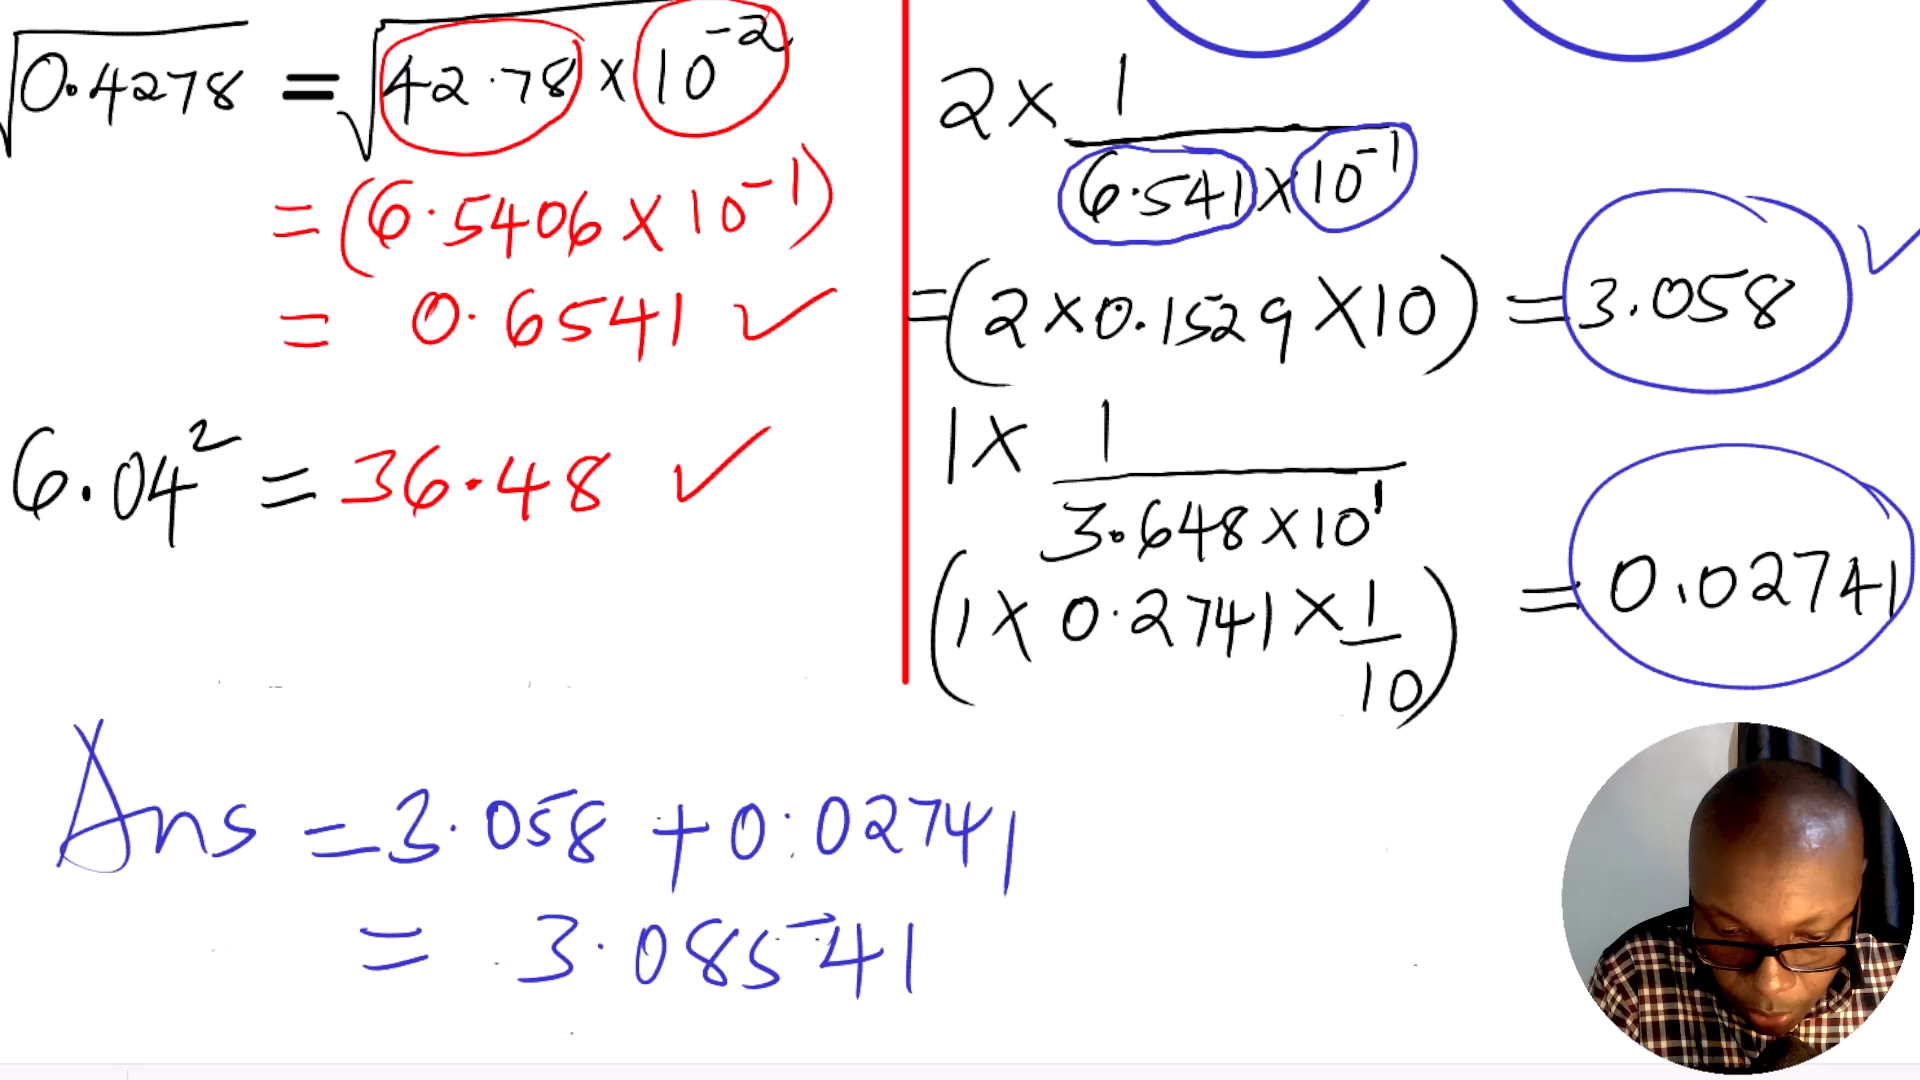 √0.4278 = √42.78 × 10⁻²
= (6.5406 × 10⁻¹)
= 0.6541 ✓
6.04² = 36.48 ✓
2 × 1/(6.541 × 10⁻¹)
= (2 × 0.1529 × 10) = 3.058 ✓
1 × 1/(3.648 × 10¹)
(1 × 0.2741 × 1/10) = 0.02741
Ans = 3.058 + 0.02741
= 3.08541